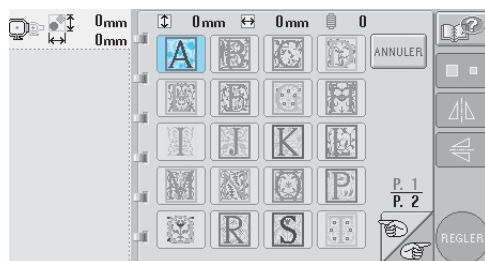 0mm
0mm
0mm 0mm 0
ANNULER
A B C
H
I J K L
M N O P
R S
P. 1
P. 2
REGLER